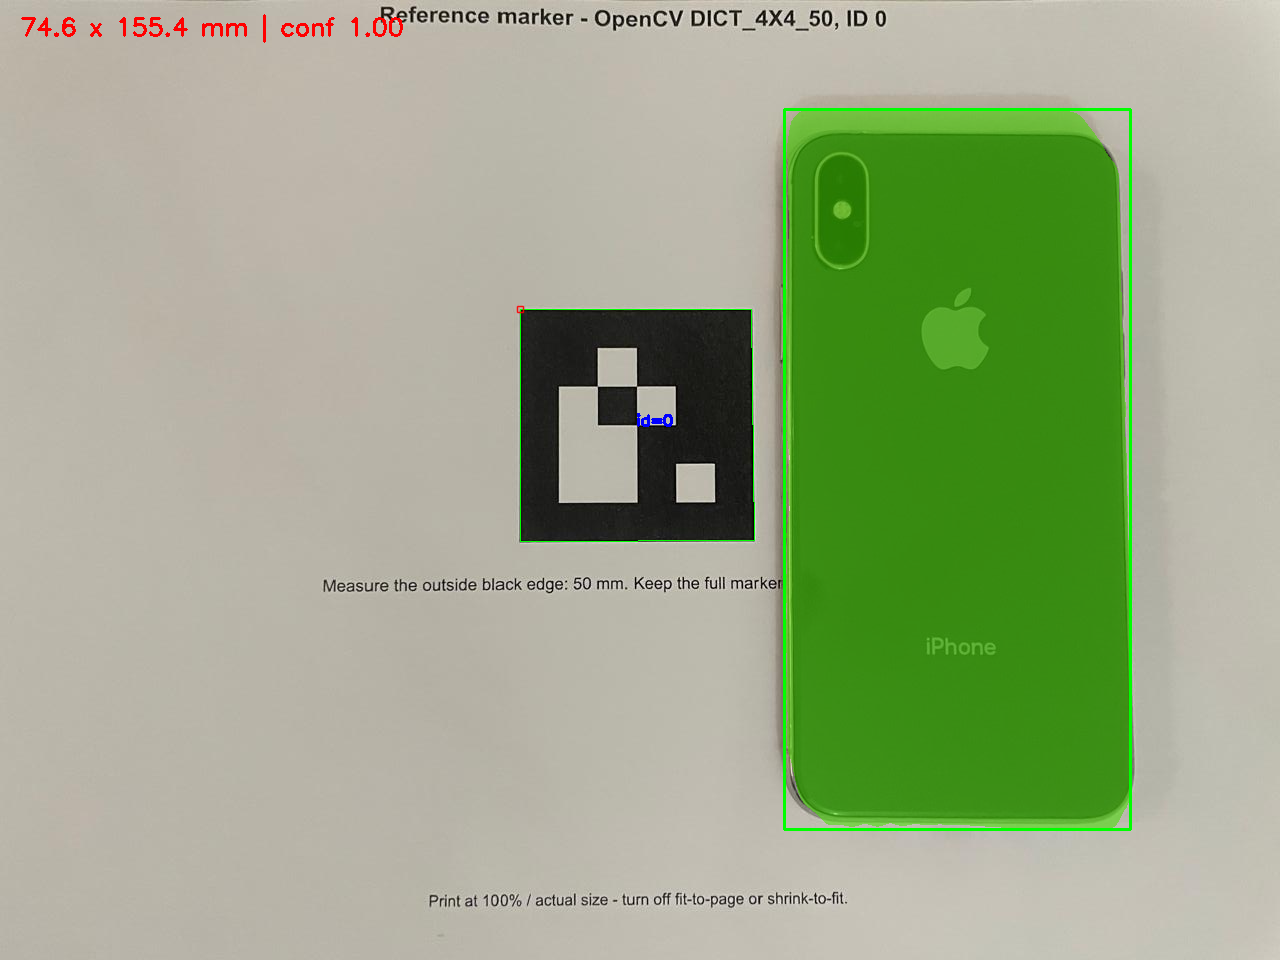 Reference marker - OpenCV DICT_4X4_50, ID 0
74.6 x 155.4 mm | conf 1.00
id=0
Measure the outside black edge: 50 mm. Keep the full marker
iPhone
Print at 100% / actual size - turn off fit-to-page or shrink-to-fit.